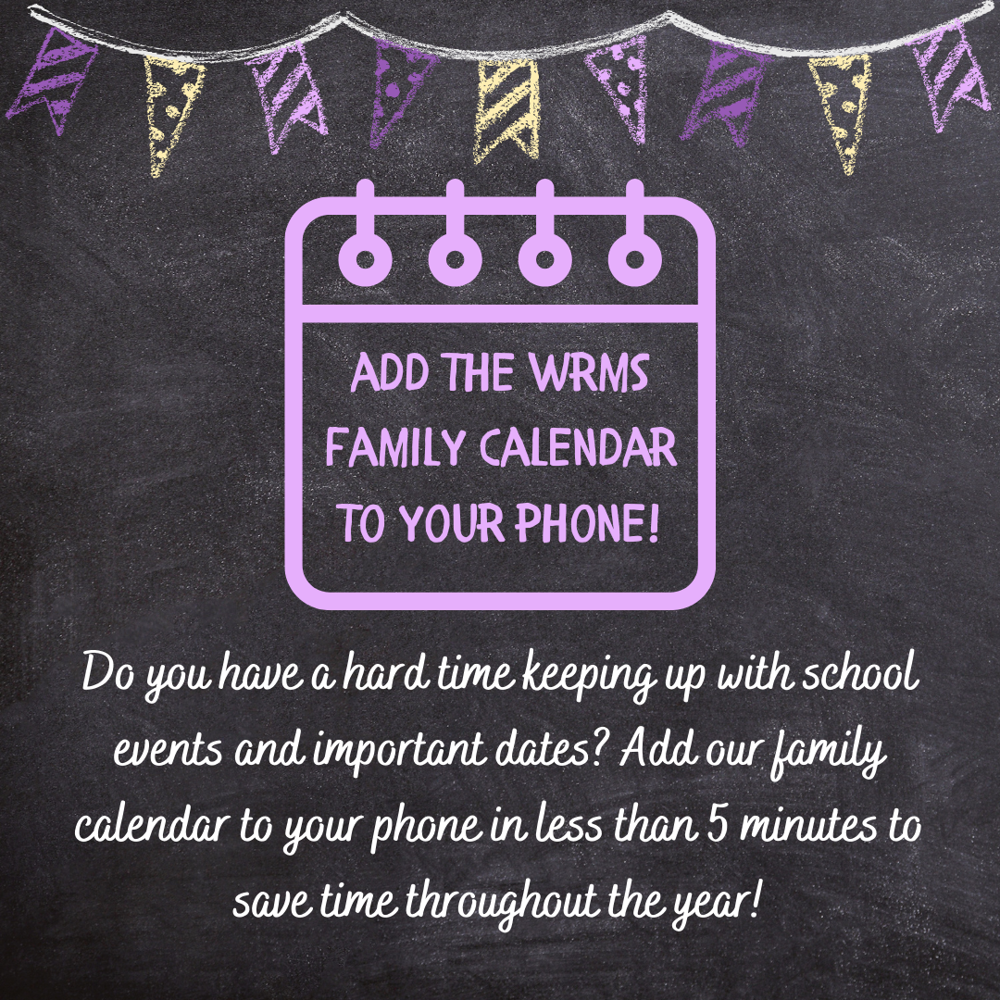 ADD THE WRMS
FAMILY CALENDAR
TO YOUR PHONE!
Do you have a hard time keeping up with school
events and important dates? Add our family
calendar to your phone in less than 5 minutes to
save time throughout the year!